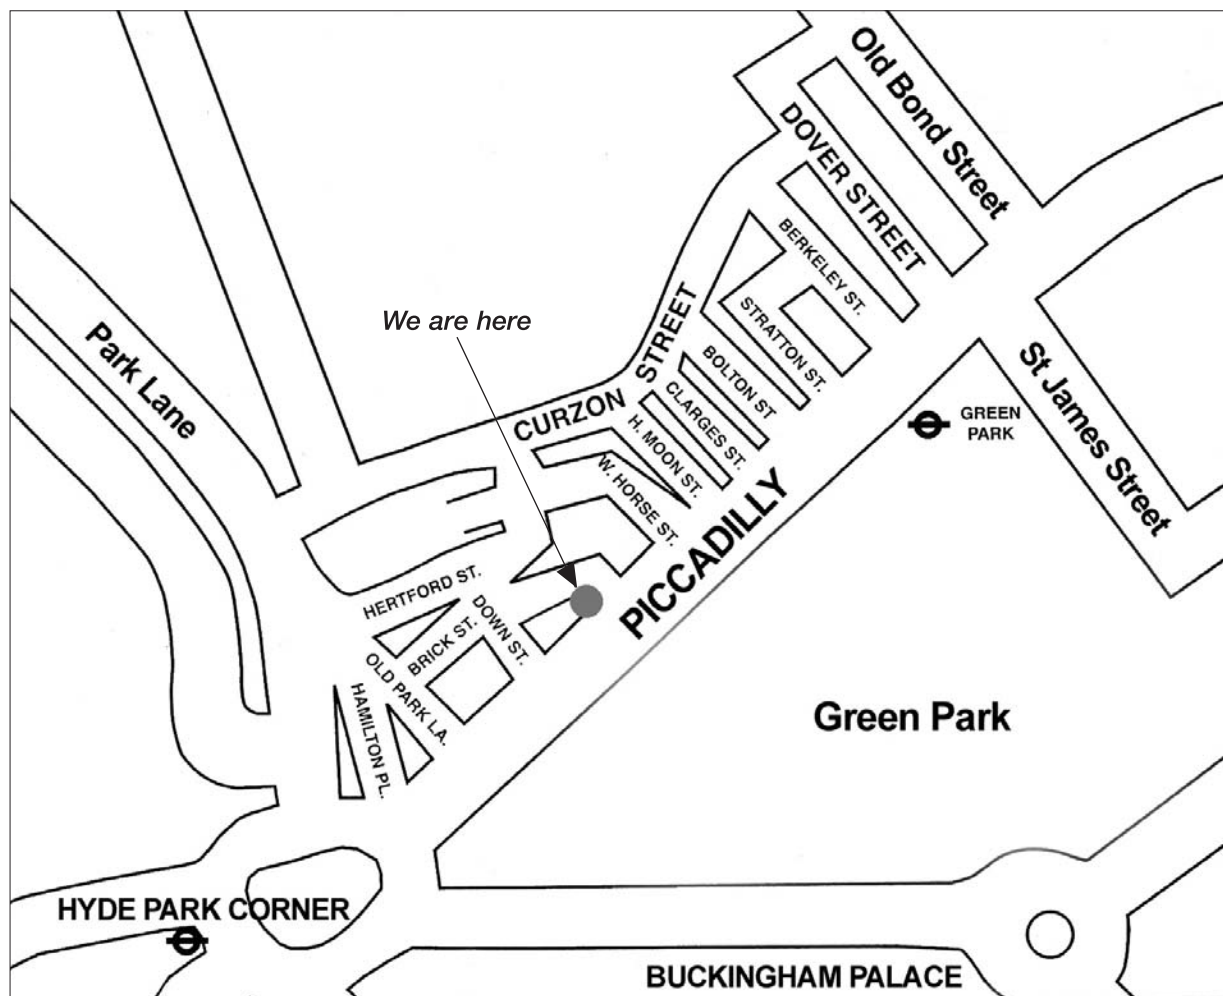 Old Bond Street
DOVER STREET
BERKELEY ST.
STRATTON ST.
BOLTON ST
CLARGES ST.
H. MOON ST.
W. HORSE ST.
CURZON STREET
We are here
Park Lane
GREEN
PARK
St James Street
PICCADILLY
HERTFORD ST.
DOWN ST.
BRICK ST.
OLD PARK LA.
HAMILTON PL.
Green Park
HYDE PARK CORNER
BUCKINGHAM PALACE